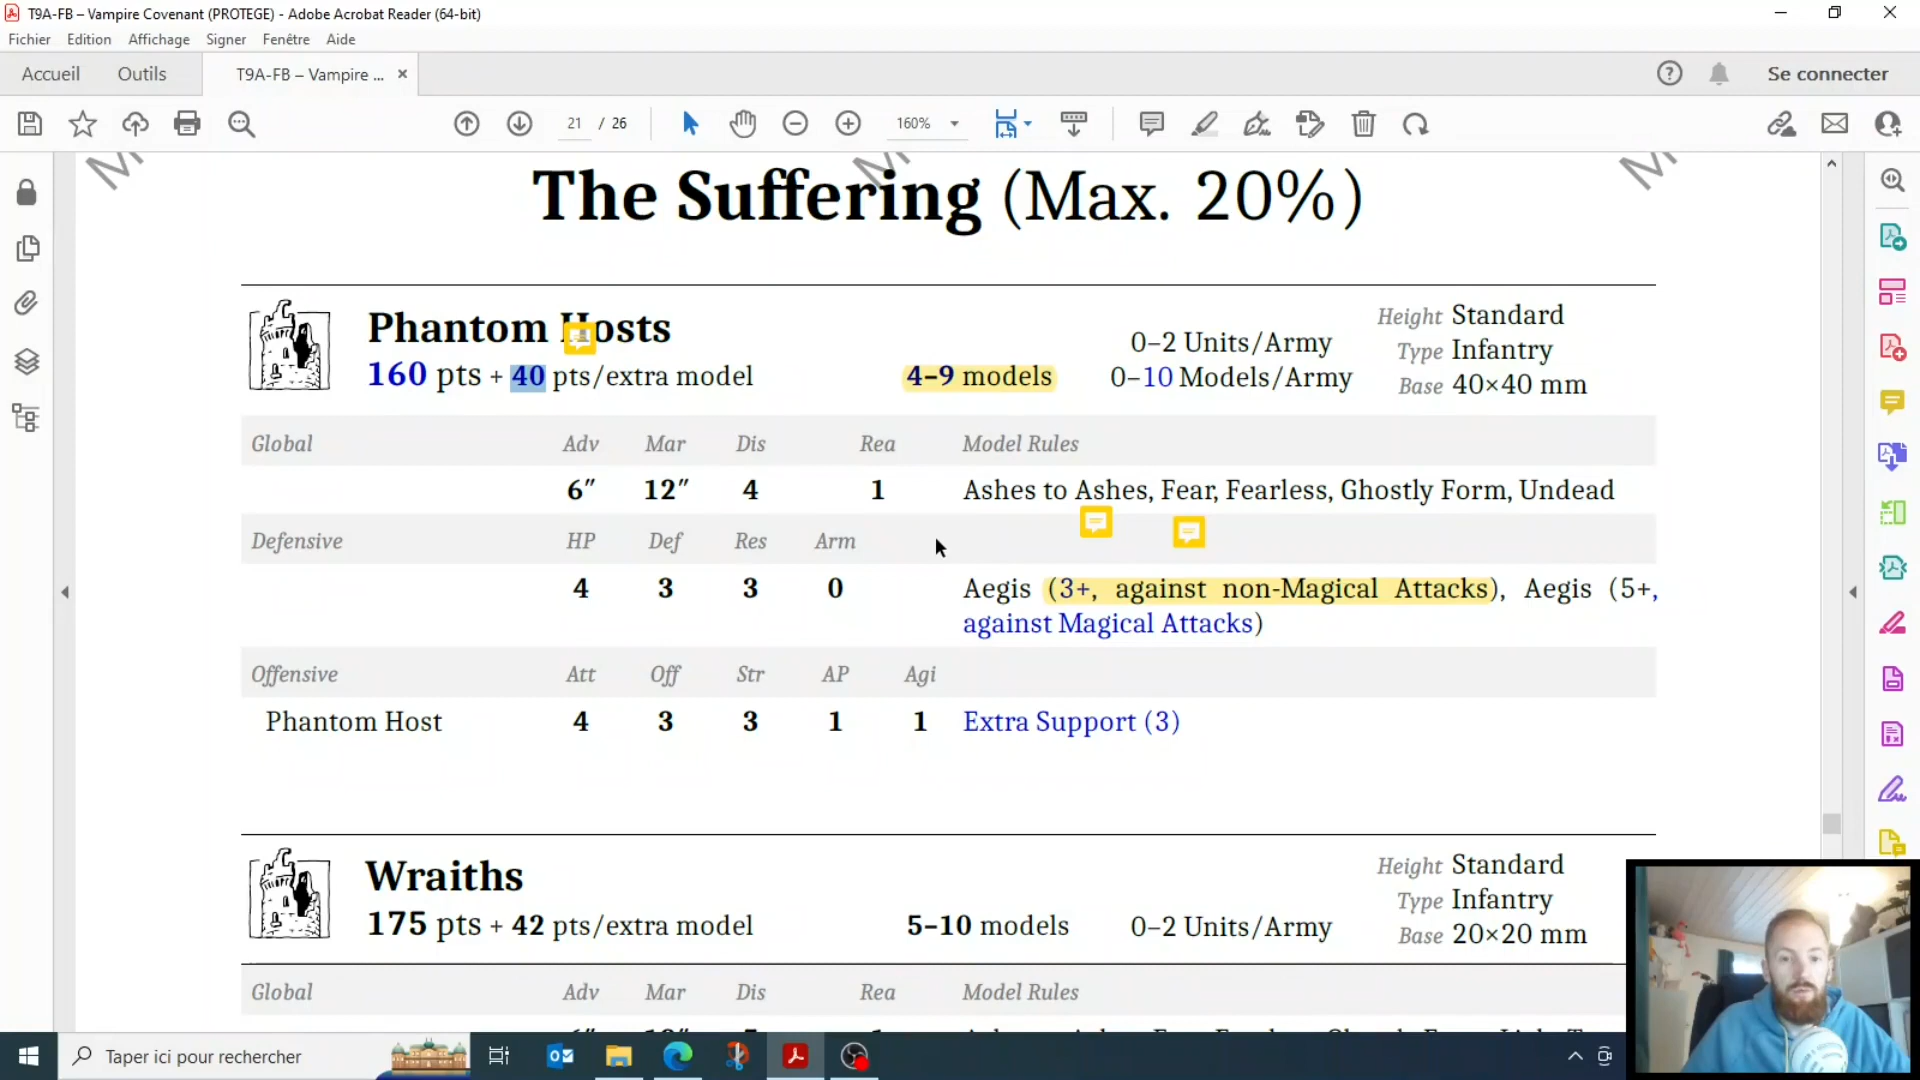 T9A-FB – Vampire Covenant (PROTEGE) - Adobe Acrobat Reader (64-bit)
Fichier Edition Affichage Signer Fenêtre Aide
Accueil Outils T9A-FB – Vampire ... Se connecter
21 / 26 160%
The Suffering (Max. 20%)
Phantom Hosts
160 pts + 40 pts/extra model
4–9 models
0–2 Units/Army
0–10 Models/Army
Height Standard
Type Infantry
Base 40×40 mm
Global Adv Mar Dis Rea Model Rules
6″ 12″ 4 1 Ashes to Ashes, Fear, Fearless, Ghostly Form, Undead
Defensive HP Def Res Arm
4 3 3 0 Aegis (3+, against non-Magical Attacks), Aegis (5+,
against Magical Attacks)
Offensive Att Off Str AP Agi
Phantom Host 4 3 3 1 1 Extra Support (3)
Wraiths
175 pts + 42 pts/extra model
5–10 models
0–2 Units/Army
Height Standard
Type Infantry
Base 20×20 mm
Global Adv Mar Dis Rea Model Rules
Taper ici pour rechercher